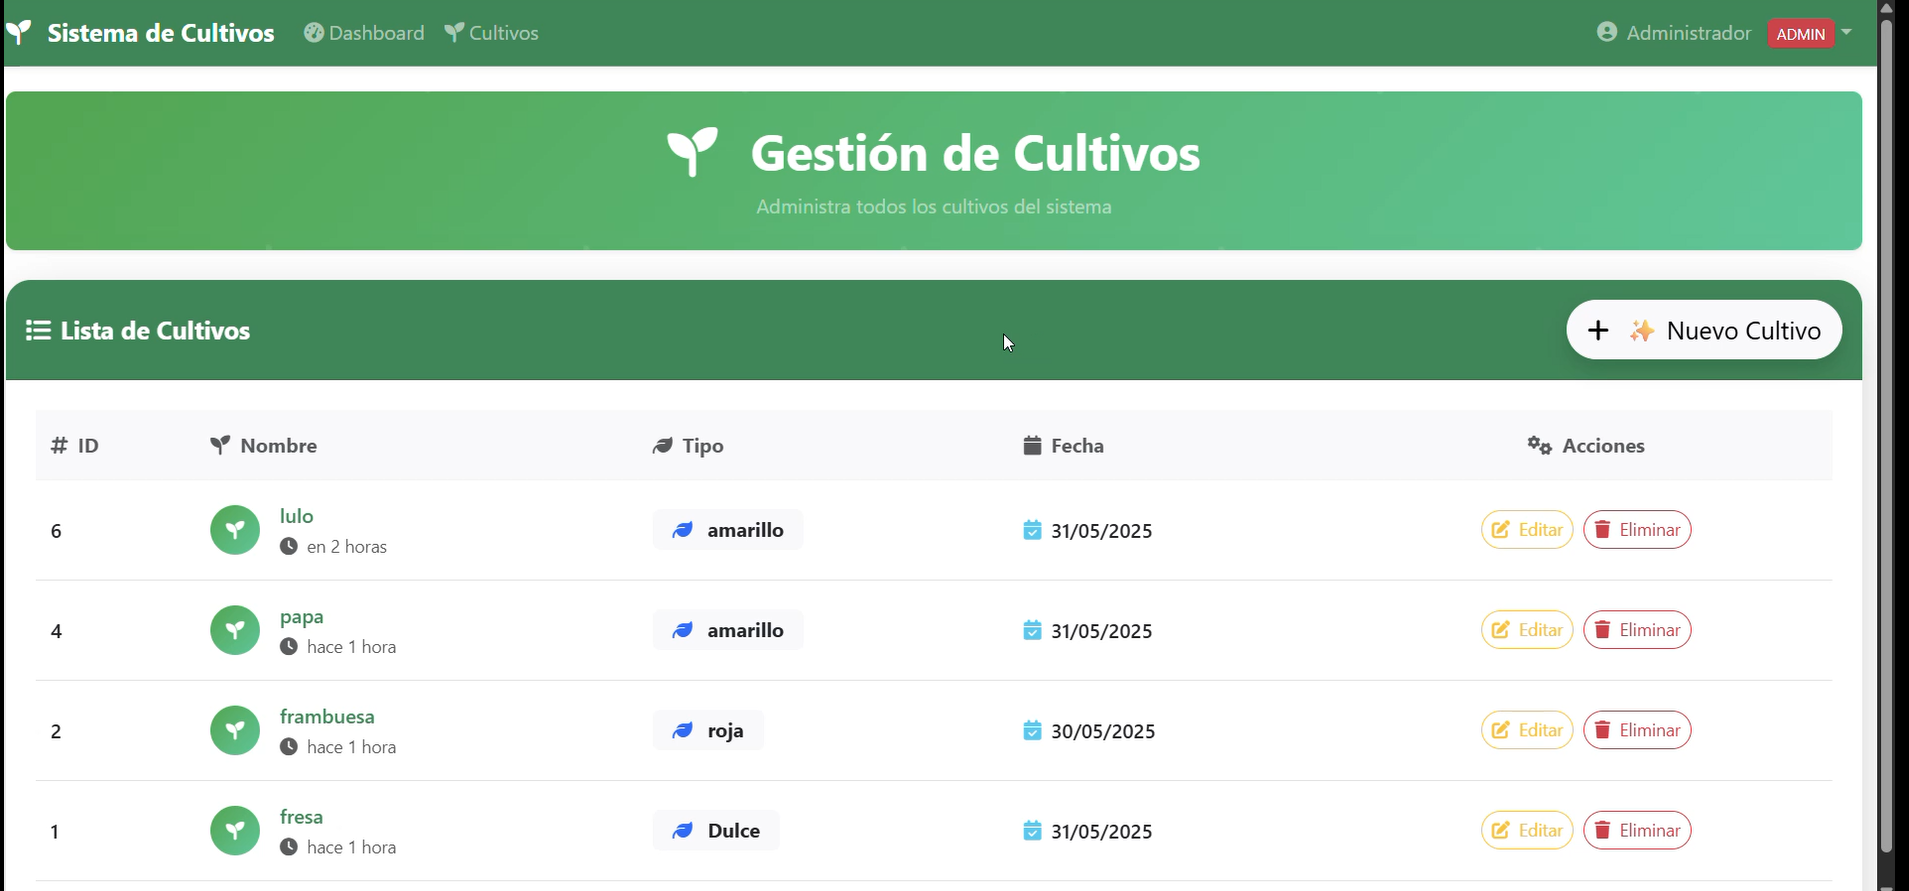 Sistema de Cultivos Dashboard Cultivos Administrador ADMIN
Gestión de Cultivos
Administra todos los cultivos del sistema
Lista de Cultivos + ✨ Nuevo Cultivo
# ID Nombre Tipo Fecha Acciones
6 lulo amarillo 31/05/2025 Editar Eliminar
en 2 horas
4 papa amarillo 31/05/2025 Editar Eliminar
hace 1 hora
2 frambuesa roja 30/05/2025 Editar Eliminar
hace 1 hora
1 fresa Dulce 31/05/2025 Editar Eliminar
hace 1 hora